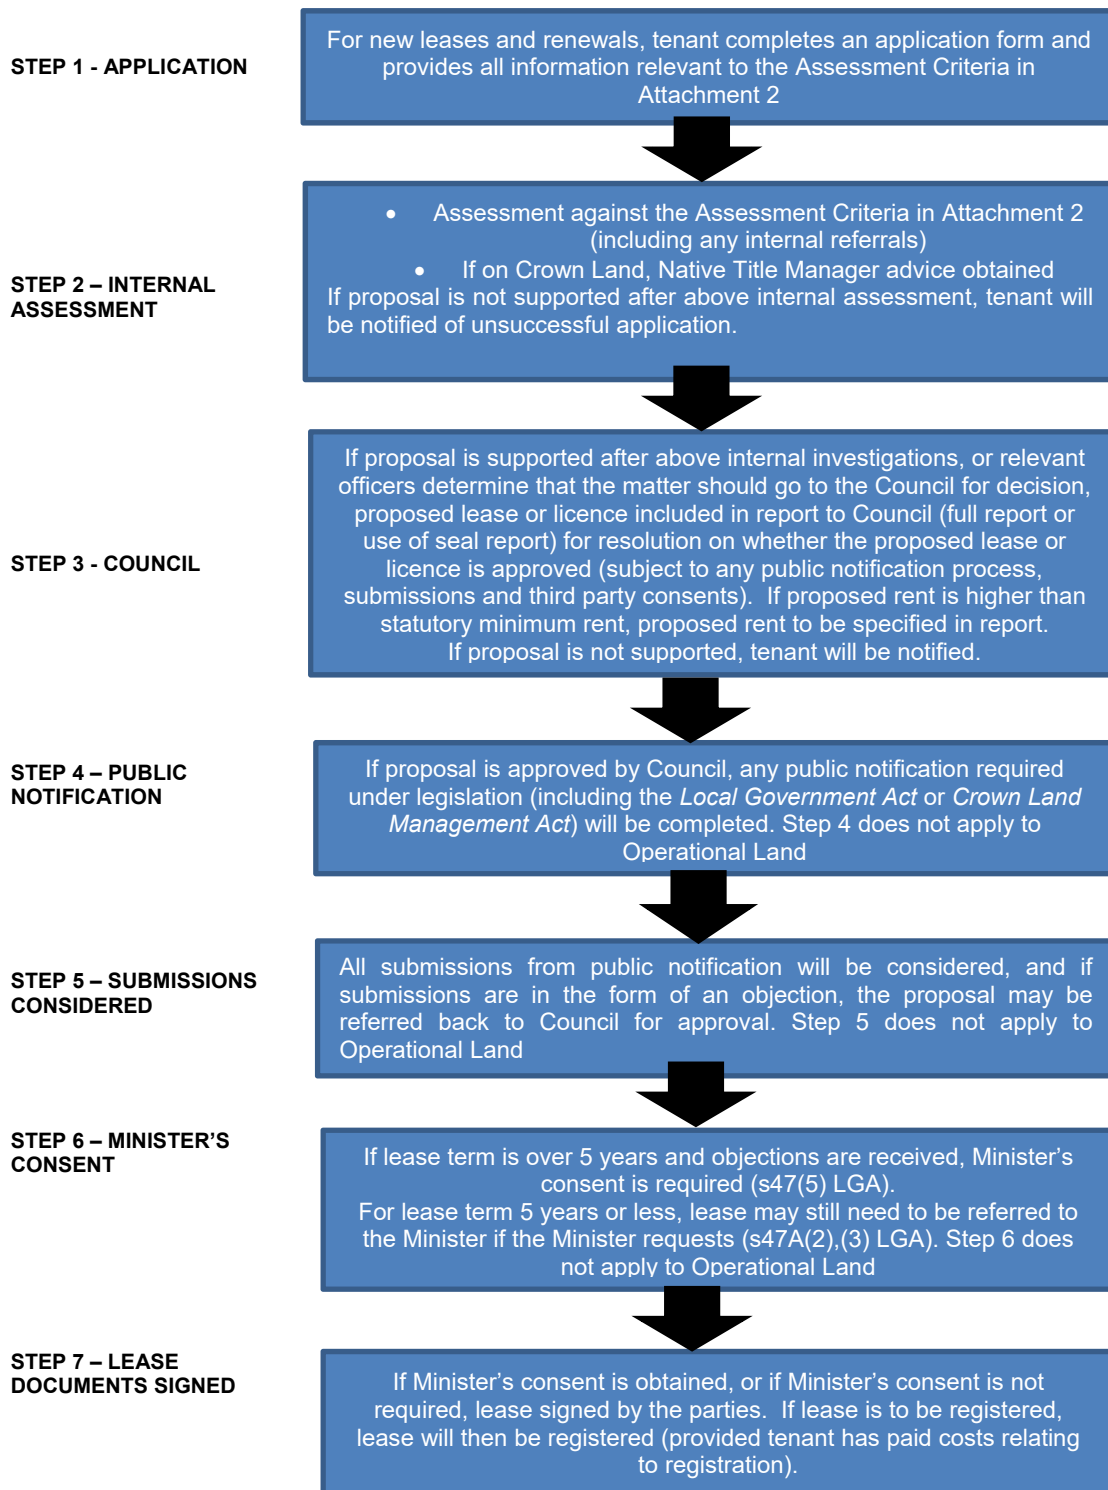 STEP 1 - APPLICATION
For new leases and renewals, tenant completes an application form and
provides all information relevant to the Assessment Criteria in
Attachment 2
STEP 2 – INTERNAL
ASSESSMENT
• Assessment against the Assessment Criteria in Attachment 2
(including any internal referrals)
• If on Crown Land, Native Title Manager advice obtained
If proposal is not supported after above internal assessment, tenant will
be notified of unsuccessful application.
STEP 3 - COUNCIL
If proposal is supported after above internal investigations, or relevant
officers determine that the matter should go to the Council for decision,
proposed lease or licence included in report to Council (full report or
use of seal report) for resolution on whether the proposed lease or
licence is approved (subject to any public notification process,
submissions and third party consents).  If proposed rent is higher than
statutory minimum rent, proposed rent to be specified in report.
If proposal is not supported, tenant will be notified.
STEP 4 – PUBLIC
NOTIFICATION
If proposal is approved by Council, any public notification required
under legislation (including the Local Government Act or Crown Land
Management Act) will be completed. Step 4 does not apply to
Operational Land
STEP 5 – SUBMISSIONS
CONSIDERED
All submissions from public notification will be considered, and if
submissions are in the form of an objection, the proposal may be
referred back to Council for approval. Step 5 does not apply to
Operational Land
STEP 6 – MINISTER’S
CONSENT
If lease term is over 5 years and objections are received, Minister’s
consent is required (s47(5) LGA).
For lease term 5 years or less, lease may still need to be referred to
the Minister if the Minister requests (s47A(2),(3) LGA). Step 6 does
not apply to Operational Land
STEP 7 – LEASE
DOCUMENTS SIGNED
If Minister’s consent is obtained, or if Minister’s consent is not
required, lease signed by the parties.  If lease is to be registered,
lease will then be registered (provided tenant has paid costs relating
to registration).